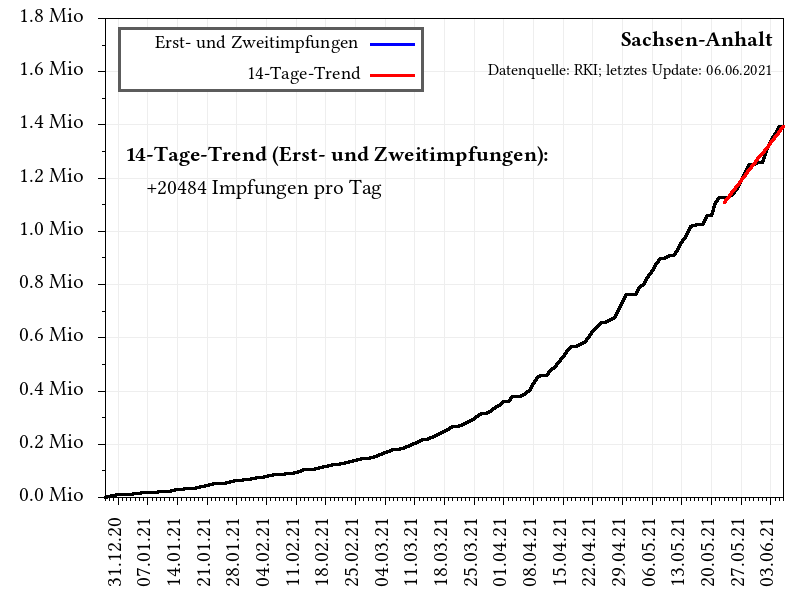 Sachsen-Anhalt
Datenquelle: RKI; letztes Update: 06.06.2021
Erst- und Zweitimpfungen
14-Tage-Trend
14-Tage-Trend (Erst- und Zweitimpfungen):
+20484 Impfungen pro Tag
1.8 Mio
1.6 Mio
1.4 Mio
1.2 Mio
1.0 Mio
0.8 Mio
0.6 Mio
0.4 Mio
0.2 Mio
0.0 Mio
31.12.20
07.01.21
14.01.21
21.01.21
28.01.21
04.02.21
11.02.21
18.02.21
25.02.21
04.03.21
11.03.21
18.03.21
25.03.21
01.04.21
08.04.21
15.04.21
22.04.21
29.04.21
06.05.21
13.05.21
20.05.21
27.05.21
03.06.21